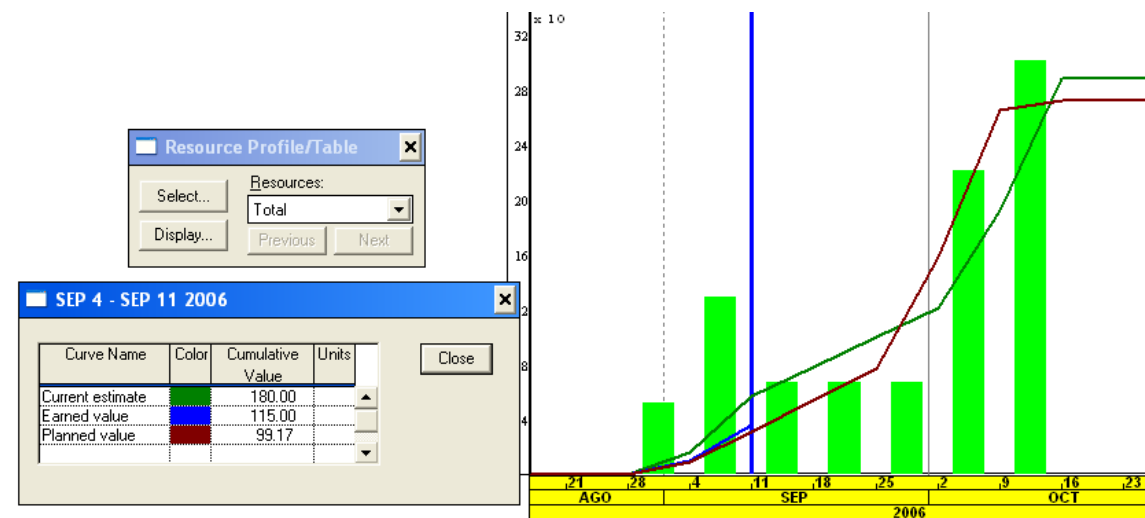 x 10
32
28
24
20
16
2
8
4
Resource Profile/Table
Select...
Resources:
Total
Display...
Previous
Next
SEP 4 - SEP 11 2006
Curve Name Color Cumulative Value Units
Current estimate 180.00
Earned value 115.00
Planned value 99.17
Close
21 28 4 11 18 25 2 9 16 23
AGO SEP OCT
2006